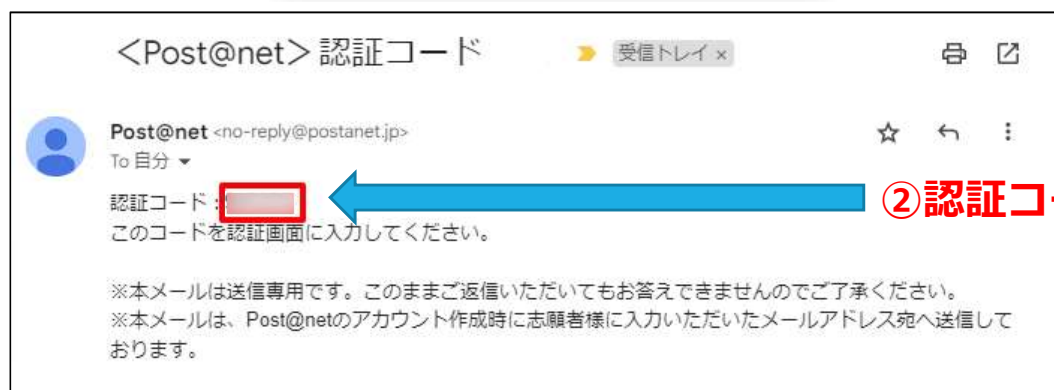 <Post@net>認証コード 受信トレイ ×
Post@net <no-reply@postanet.jp>
To 自分
認証コード：
②認証コ
このコードを認証画面に入力してください。
※本メールは送信専用です。このままご返信いただいてもお答えできませんのでご了承ください。
※本メールは、Post@netのアカウント作成時に志願者様に入力いただいたメールアドレス宛へ送信して
おります。